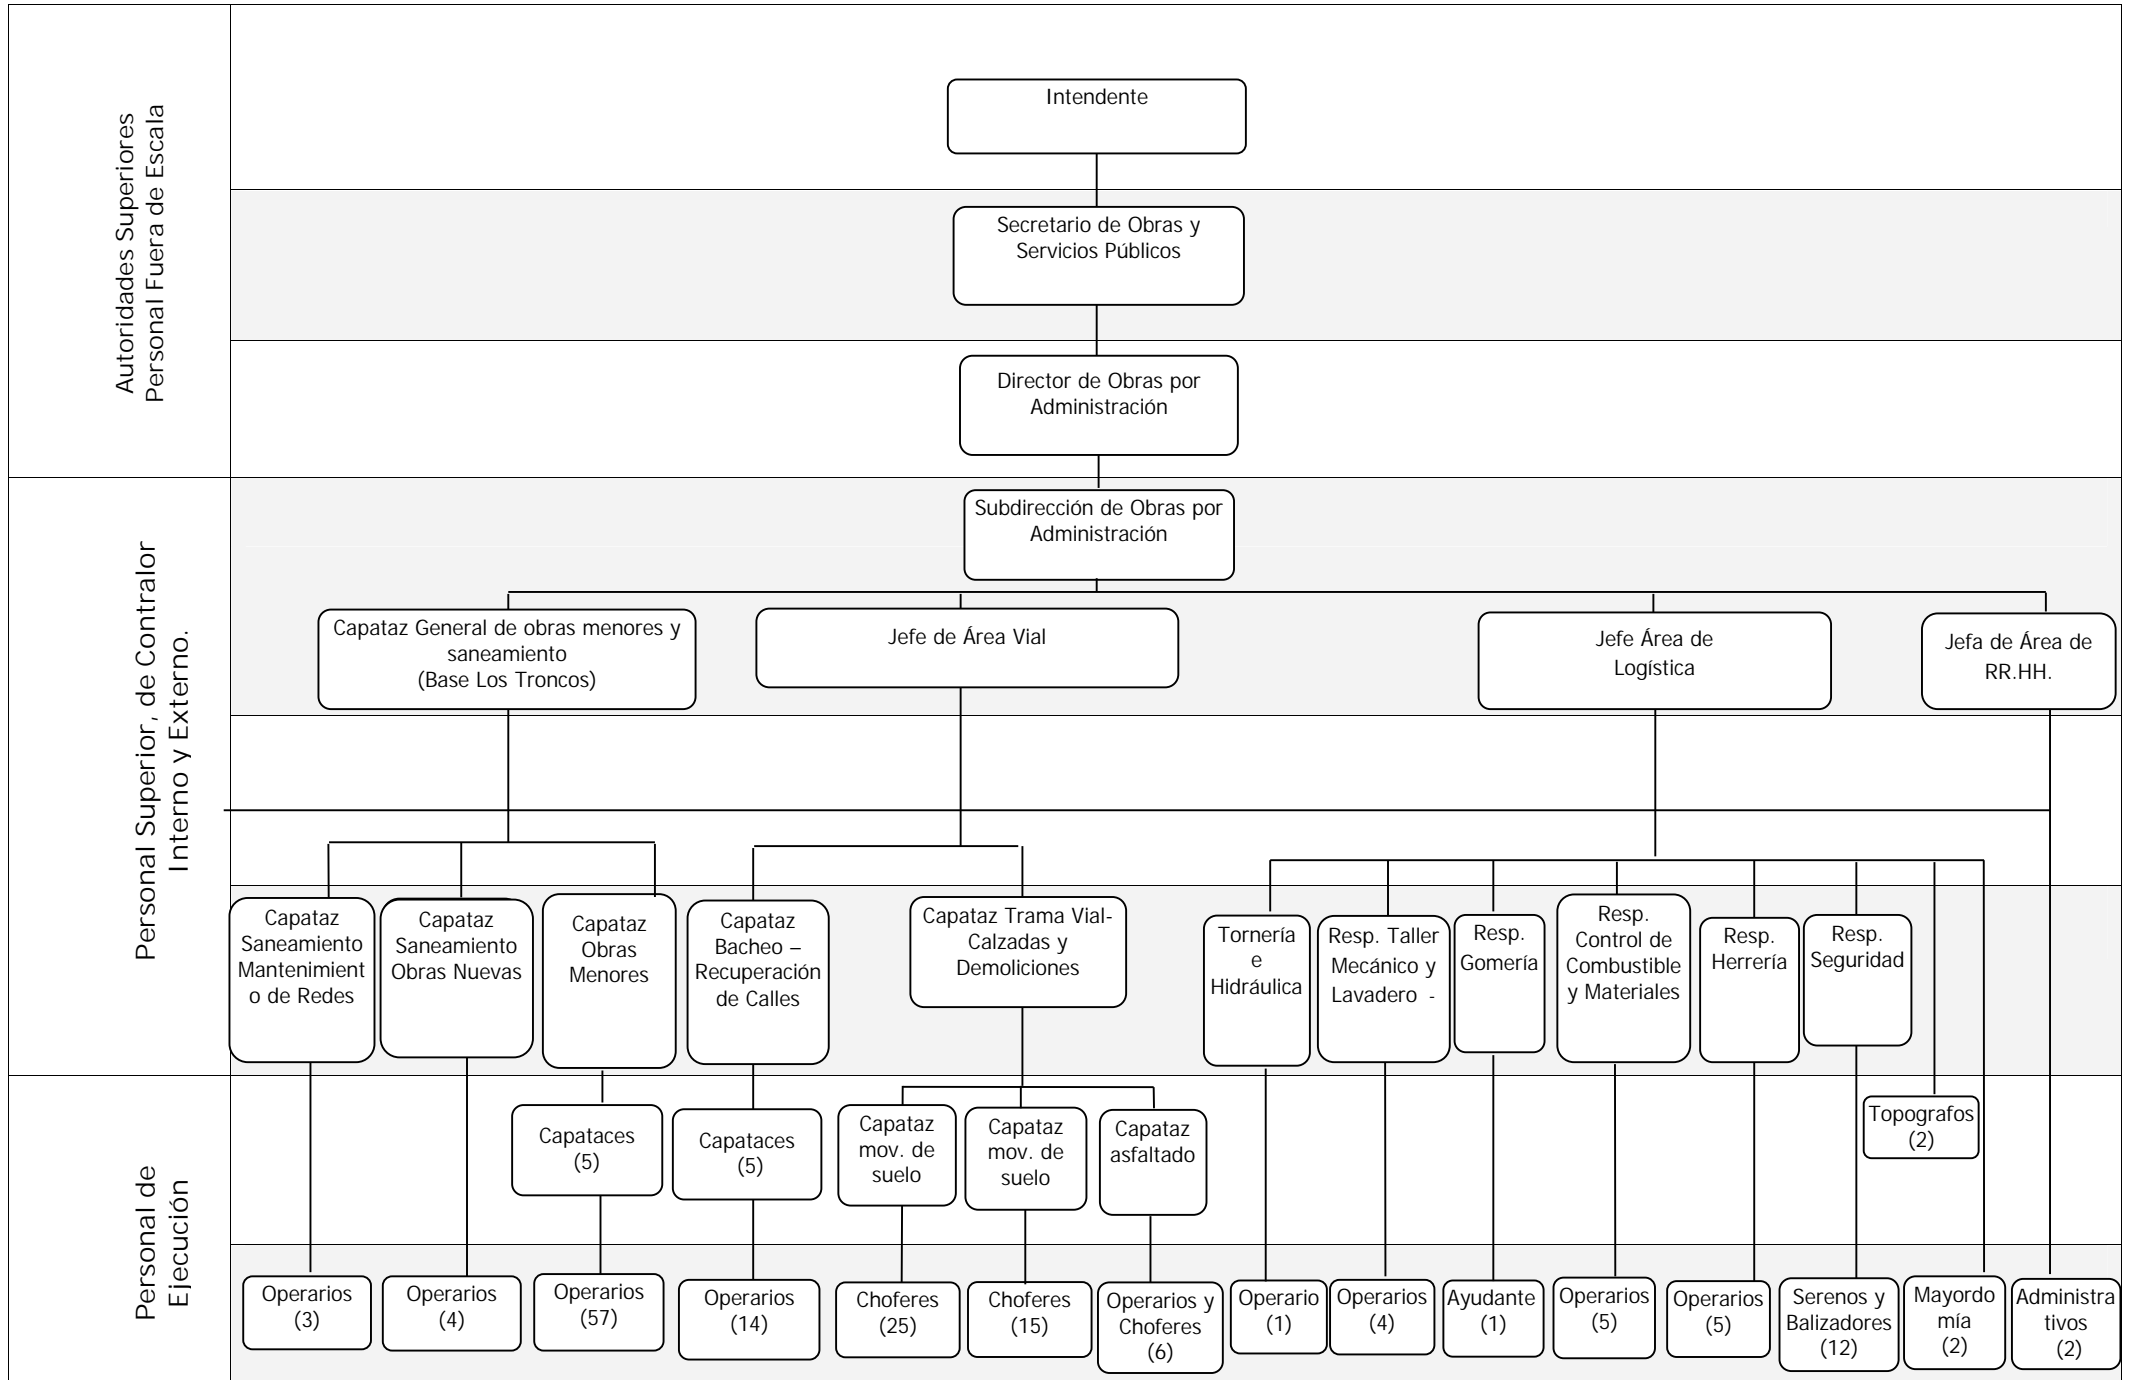 Autoridades Superiores
Personal Fuera de Escala
Intendente
Secretario de Obras y
Servicios Públicos
Director de Obras por
Administración
Personal Superior, de Contralor
Interno y Externo.
Subdirección de Obras por
Administración
Capataz General de obras menores y
saneamiento
(Base Los Troncos)
Jefe de Área Vial
Jefe Área de
Logística
Jefa de Área de
RR.HH.
Capataz
Saneamiento
Mantenimient
o de Redes
Capataz
Saneamiento
Obras Nuevas
Capataz
Obras
Menores
Capataz
Bacheo –
Recuperación
de Calles
Capataz Trama Vial-
Calzadas y
Demoliciones
Tornería
e
Hidráulica
Resp. Taller
Mecánico y
Lavadero -
Resp.
Gomería
Resp.
Control de
Combustible
y Materiales
Resp.
Herrería
Resp.
Seguridad
Personal de
Ejecución
Capataces
(5)
Capataces
(5)
Capataz
mov. de
suelo
Capataz
mov. de
suelo
Capataz
asfaltado
Topografos
(2)
Operarios
(3)
Operarios
(4)
Operarios
(57)
Operarios
(14)
Choferes
(25)
Choferes
(15)
Operarios y
Choferes
(6)
Operario
(1)
Operarios
(4)
Ayudante
(1)
Operarios
(5)
Operarios
(5)
Serenos y
Balizadores
(12)
Mayordo
mía
(2)
Administra
tivos
(2)